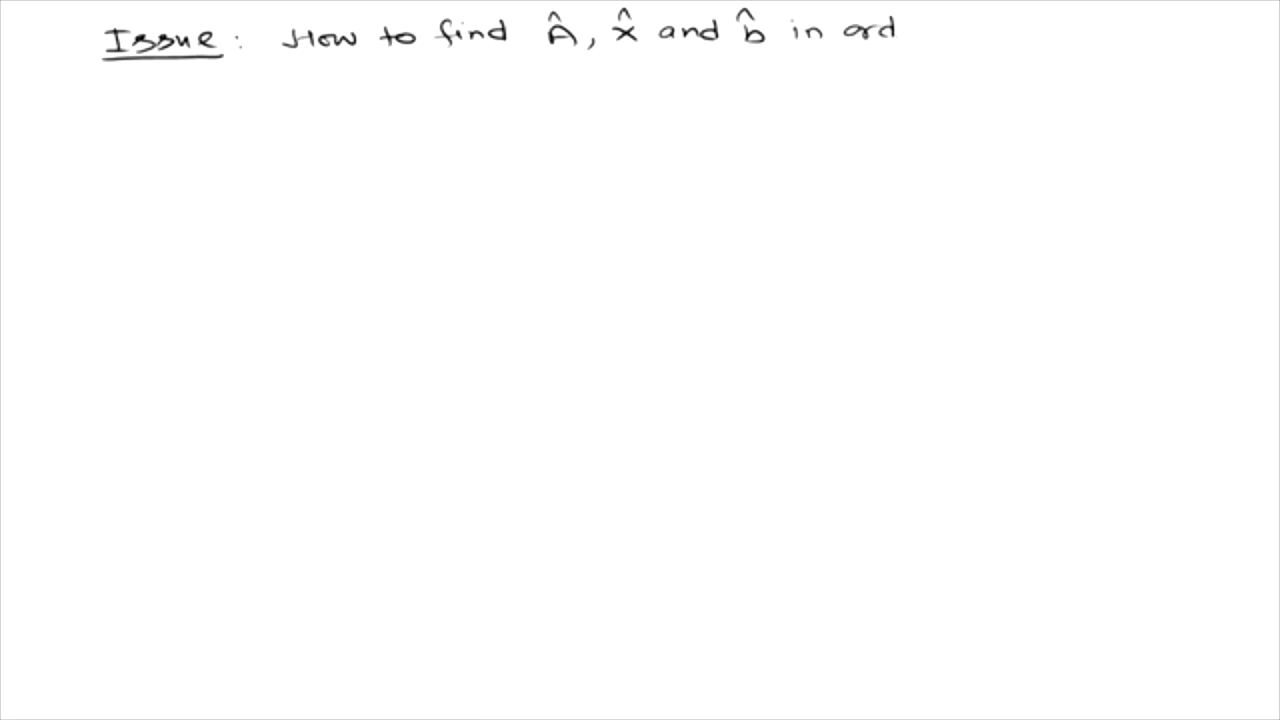 Issue: How to find Â, x̂ and b̂ in ord